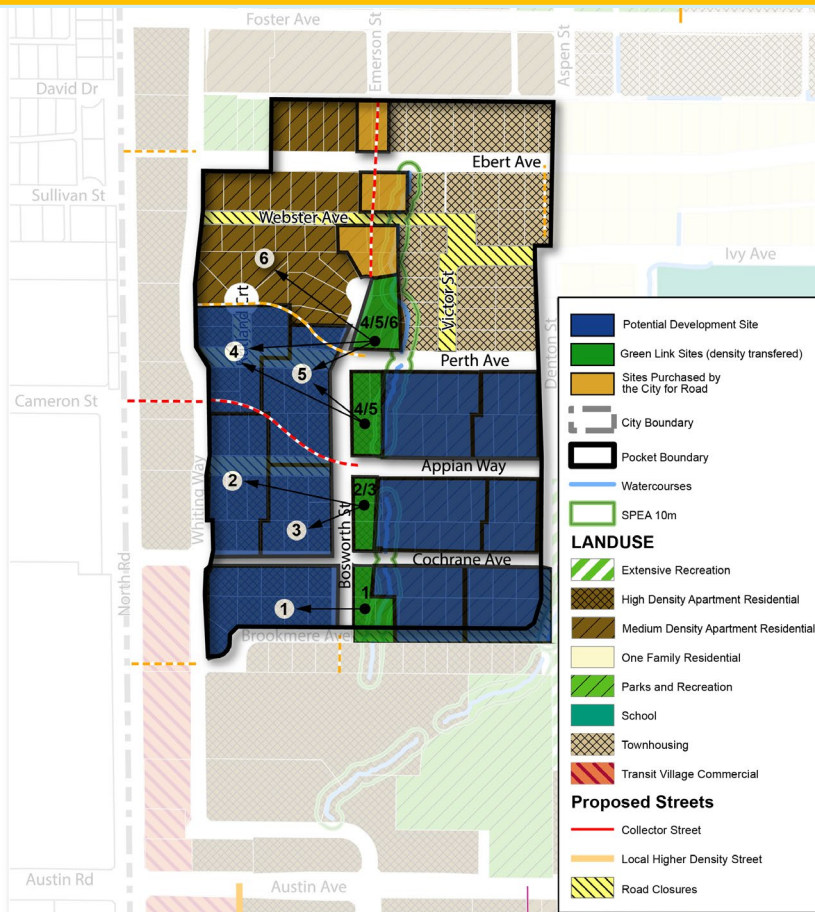 Foster Ave
Emerson St
Aspen St
David Dr
Ebert Ave
Sullivan St
Webster Ave
Ivy Ave
6
4/5/6
Victor St
4
5
Perth Ave
Denton St
Cameron St
4/5
Appian Way
Whiting Way
2
2/3
3
Bosworth St
Cochrane Ave
North Rd
1
1
Brookmere Ave
Austin Rd
Austin Ave
Potential Development Site
Green Link Sites (density transfered)
Sites Purchased by
the City for Road
City Boundary
Pocket Boundary
Watercourses
SPEA 10m
LANDUSE
Extensive Recreation
High Density Apartment Residential
Medium Density Apartment Residential
One Family Residential
Parks and Recreation
School
Townhousing
Transit Village Commercial
Proposed Streets
Collector Street
Local Higher Density Street
Road Closures